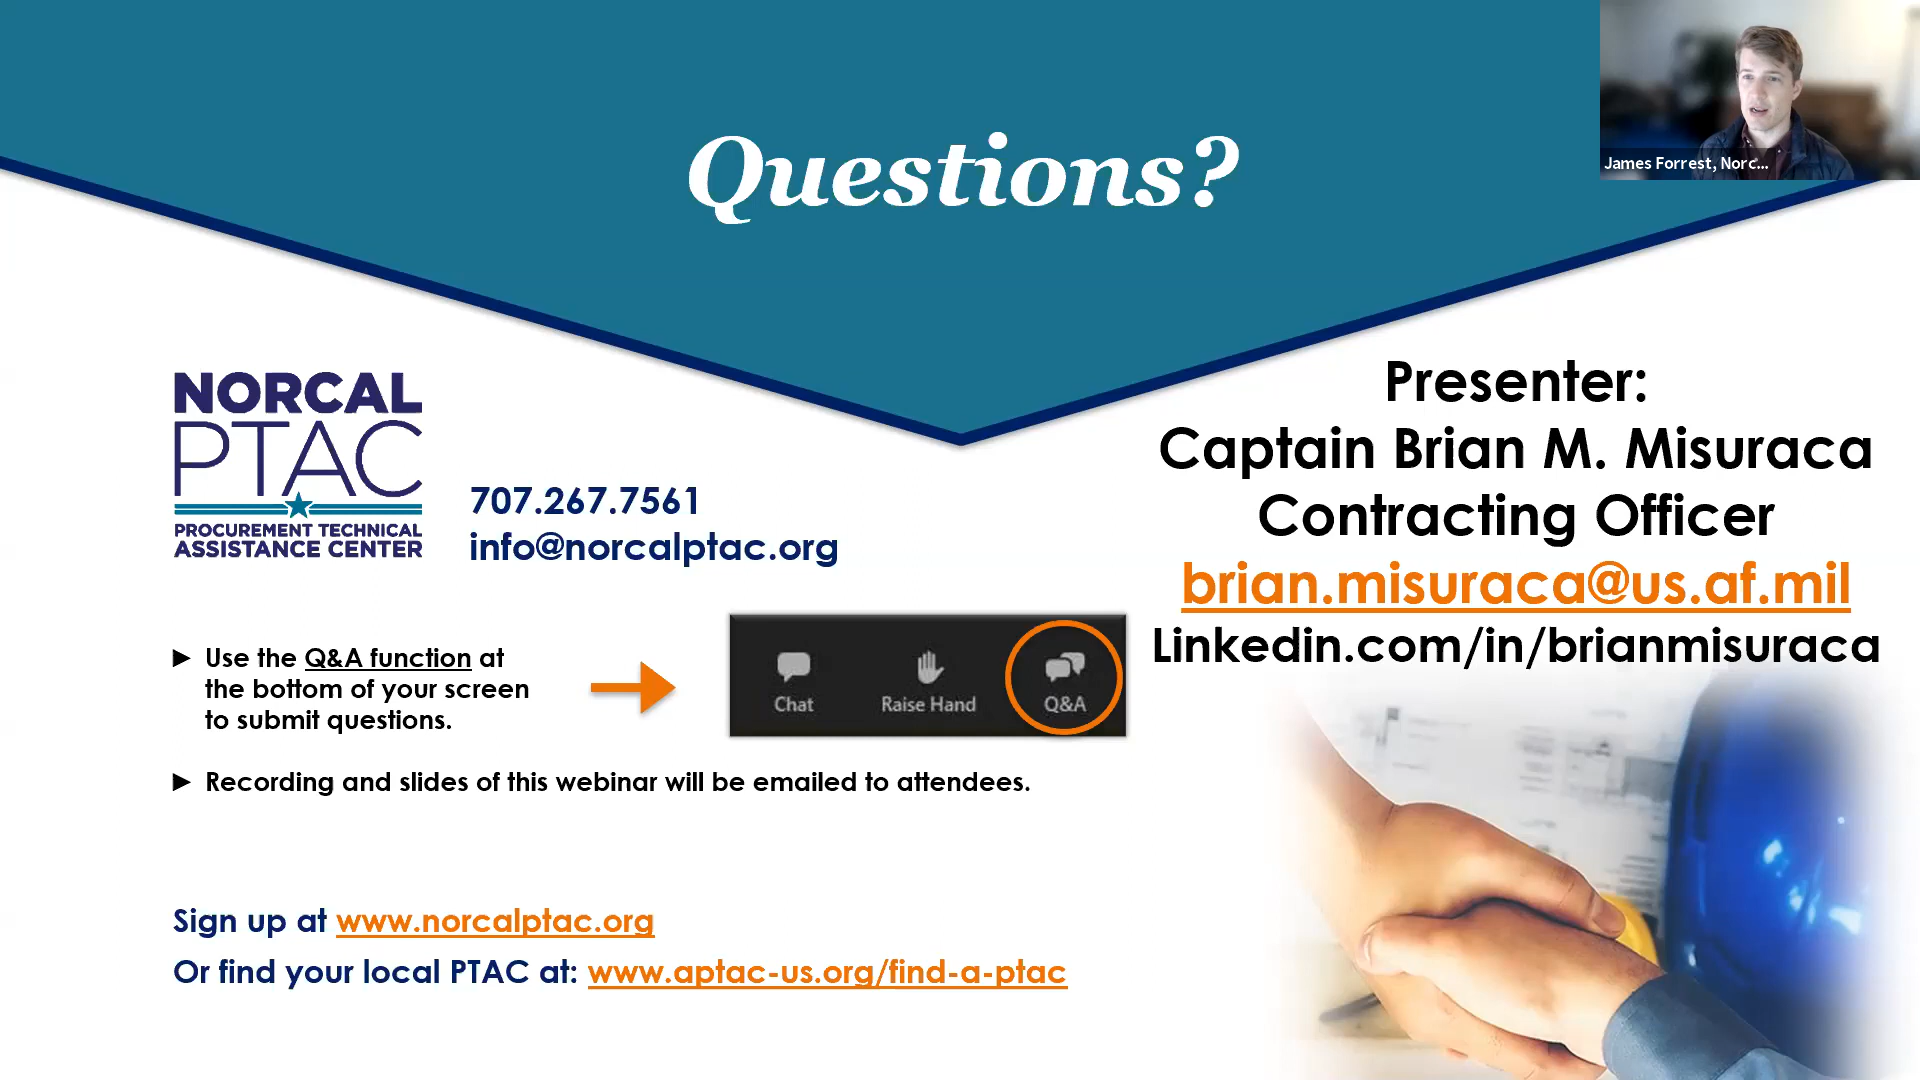 Questions?
James Forrest, Norc...
NORCAL
PTAC
PROCUREMENT TECHNICAL
ASSISTANCE CENTER
707.267.7561
info@norcalptac.org
Presenter:
Captain Brian M. Misuraca
Contracting Officer
brian.misuraca@us.af.mil
Linkedin.com/in/brianmisuraca
► Use the Q&A function at
the bottom of your screen
to submit questions.
Chat
Raise Hand
Q&A
► Recording and slides of this webinar will be emailed to attendees.
Sign up at www.norcalptac.org
Or find your local PTAC at: www.aptac-us.org/find-a-ptac